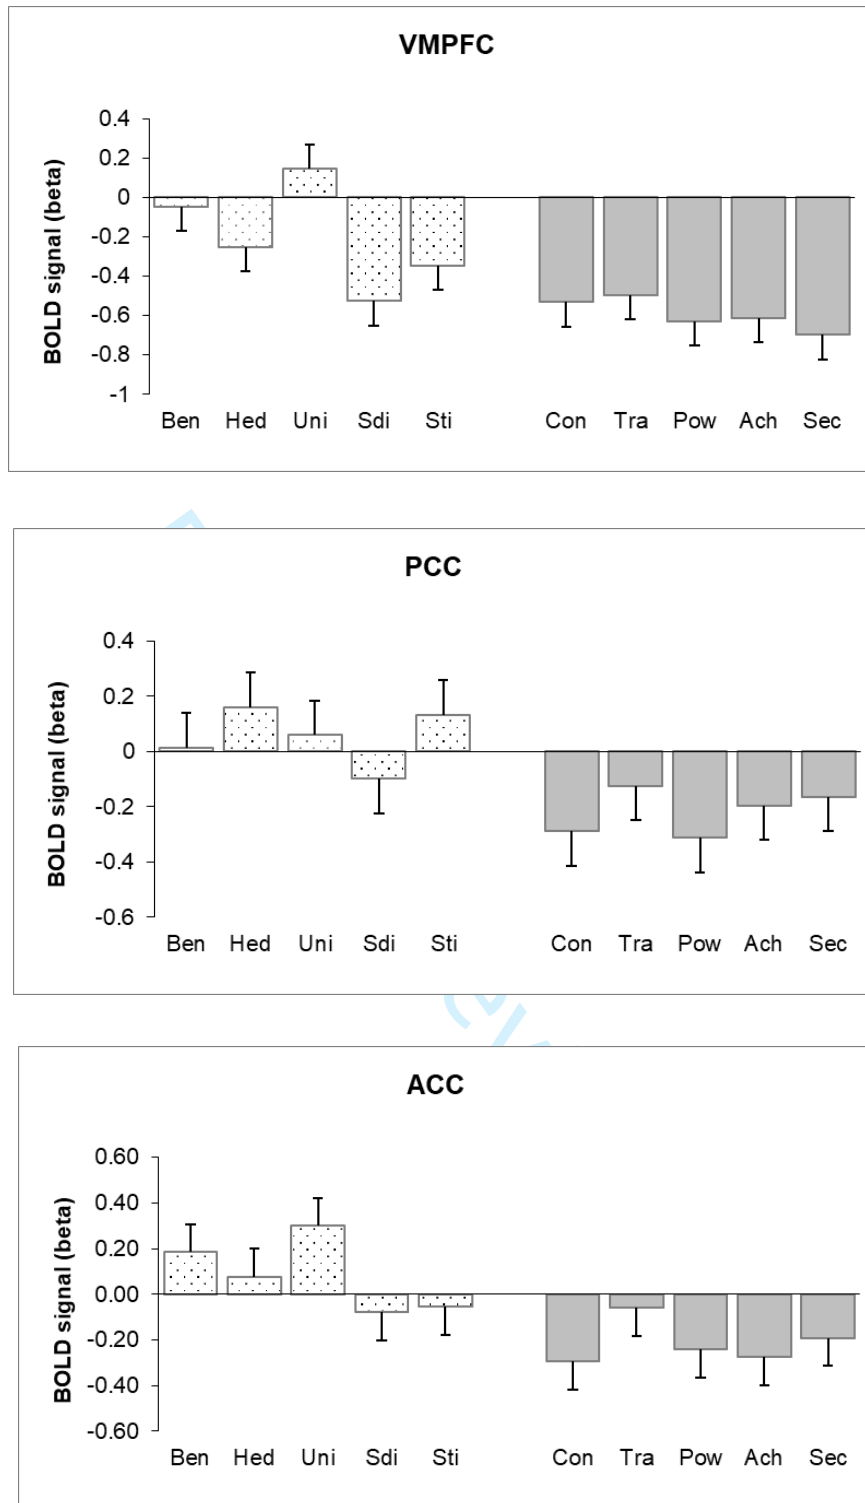 VMPFC
BOLD signal (beta)
0.4
0.2
0
-0.2
-0.4
-0.6
-0.8
-1
Ben Hed Uni Sdi Sti Con Tra Pow Ach Sec
PCC
BOLD signal (beta)
0.4
0.2
0
-0.2
-0.4
-0.6
Ben Hed Uni Sdi Sti Con Tra Pow Ach Sec
ACC
BOLD signal (beta)
0.60
0.40
0.20
0.00
-0.20
-0.40
-0.60
Ben Hed Uni Sdi Sti Con Tra Pow Ach Sec